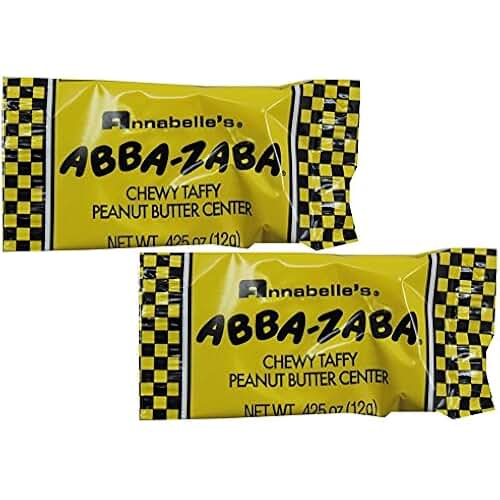 Annabelle's®
ABBA-ZABA®
CHEWY TAFFY
PEANUT BUTTER CENTER
NET WT. .425 oz (12g)
Annabelle's®
ABBA-ZABA®
CHEWY TAFFY
PEANUT BUTTER CENTER
NET WT. .425 oz (12g)